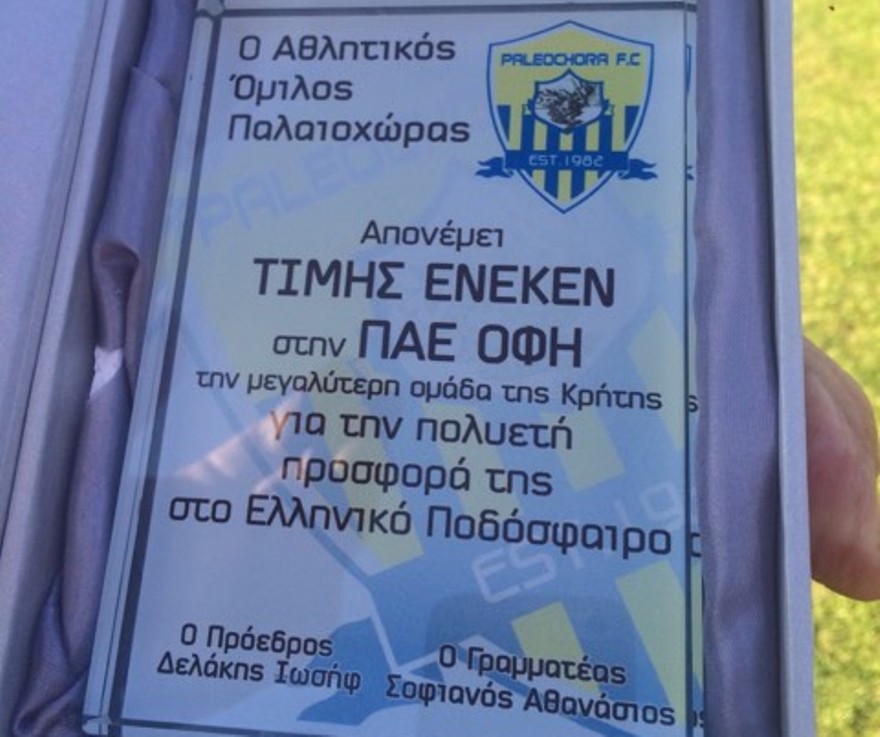 Ο Αθλητικός
Όμιλος
Παλαιοχώρας
PALEOCHORA F.C
EST.1982
Απονέμει
ΤΙΜΗΣ ΕΝΕΚΕΝ
στην ΠΑΕ ΟΦΗ
την μεγαλύτερη ομάδα της Κρήτης
για την πολυετή
προσφορά της
στο Ελληνικό Ποδόσφαιρο
Ο Πρόεδρος
Δελάκης Ιωσήφ
Ο Γραμματέας
Σοφιανός Αθανάσιος